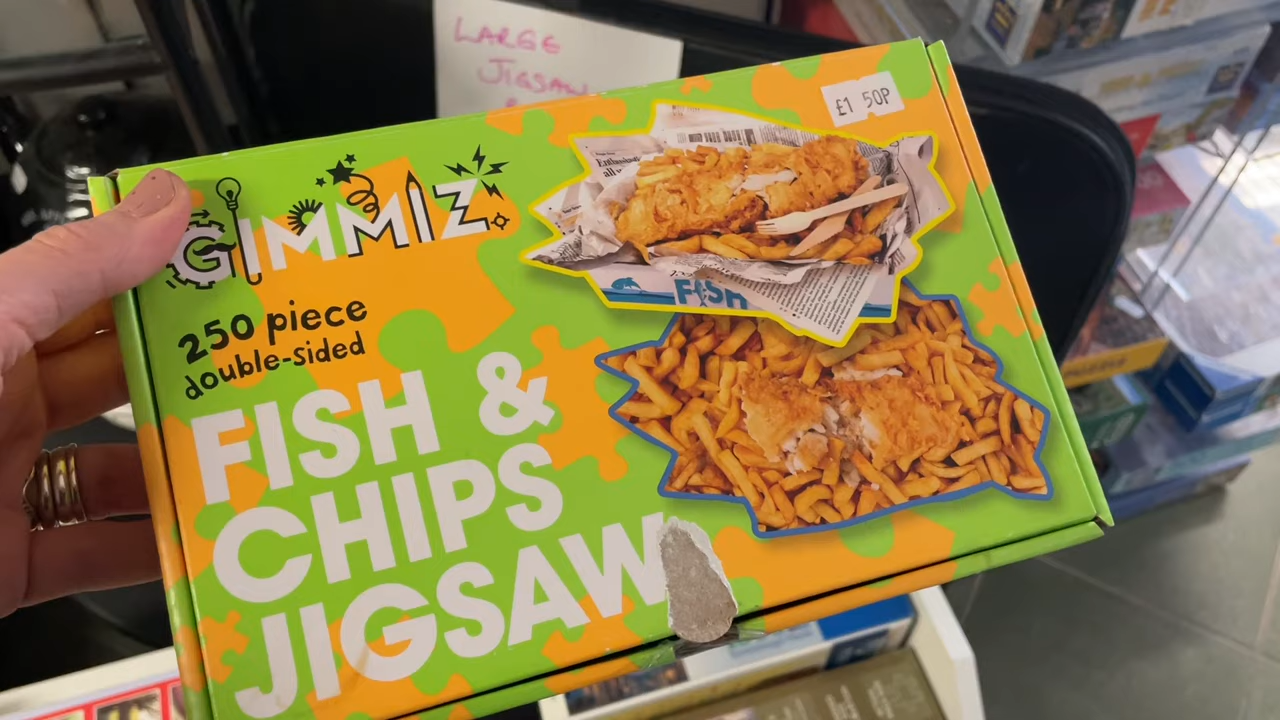 LARGE
JIGSAW
£1 50P
GIMMIZ
250 piece
double-sided
FISH &
CHIPS
JIGSAW
FISH